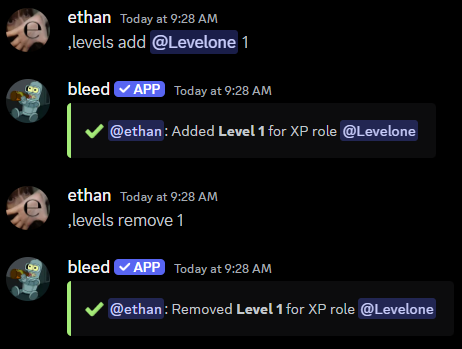 ethan Today at 9:28 AM
,levels add @Levelone 1
bleed ✓ APP Today at 9:28 AM
@ethan: Added Level 1 for XP role @Levelone
ethan Today at 9:28 AM
,levels remove 1
bleed ✓ APP Today at 9:28 AM
@ethan: Removed Level 1 for XP role @Levelone